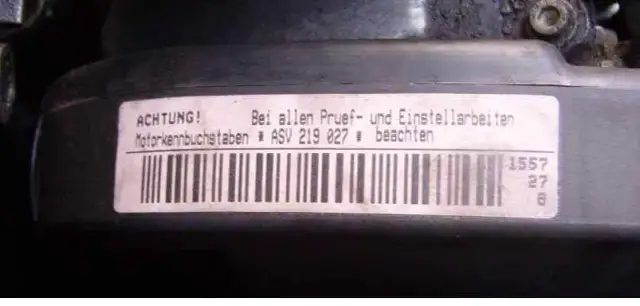 ACHTUNG! Bei allen Pruef- und Einstellarbeiten
Motorkennbuchstaben * ASV 219 027 * beachten
1557
27
8